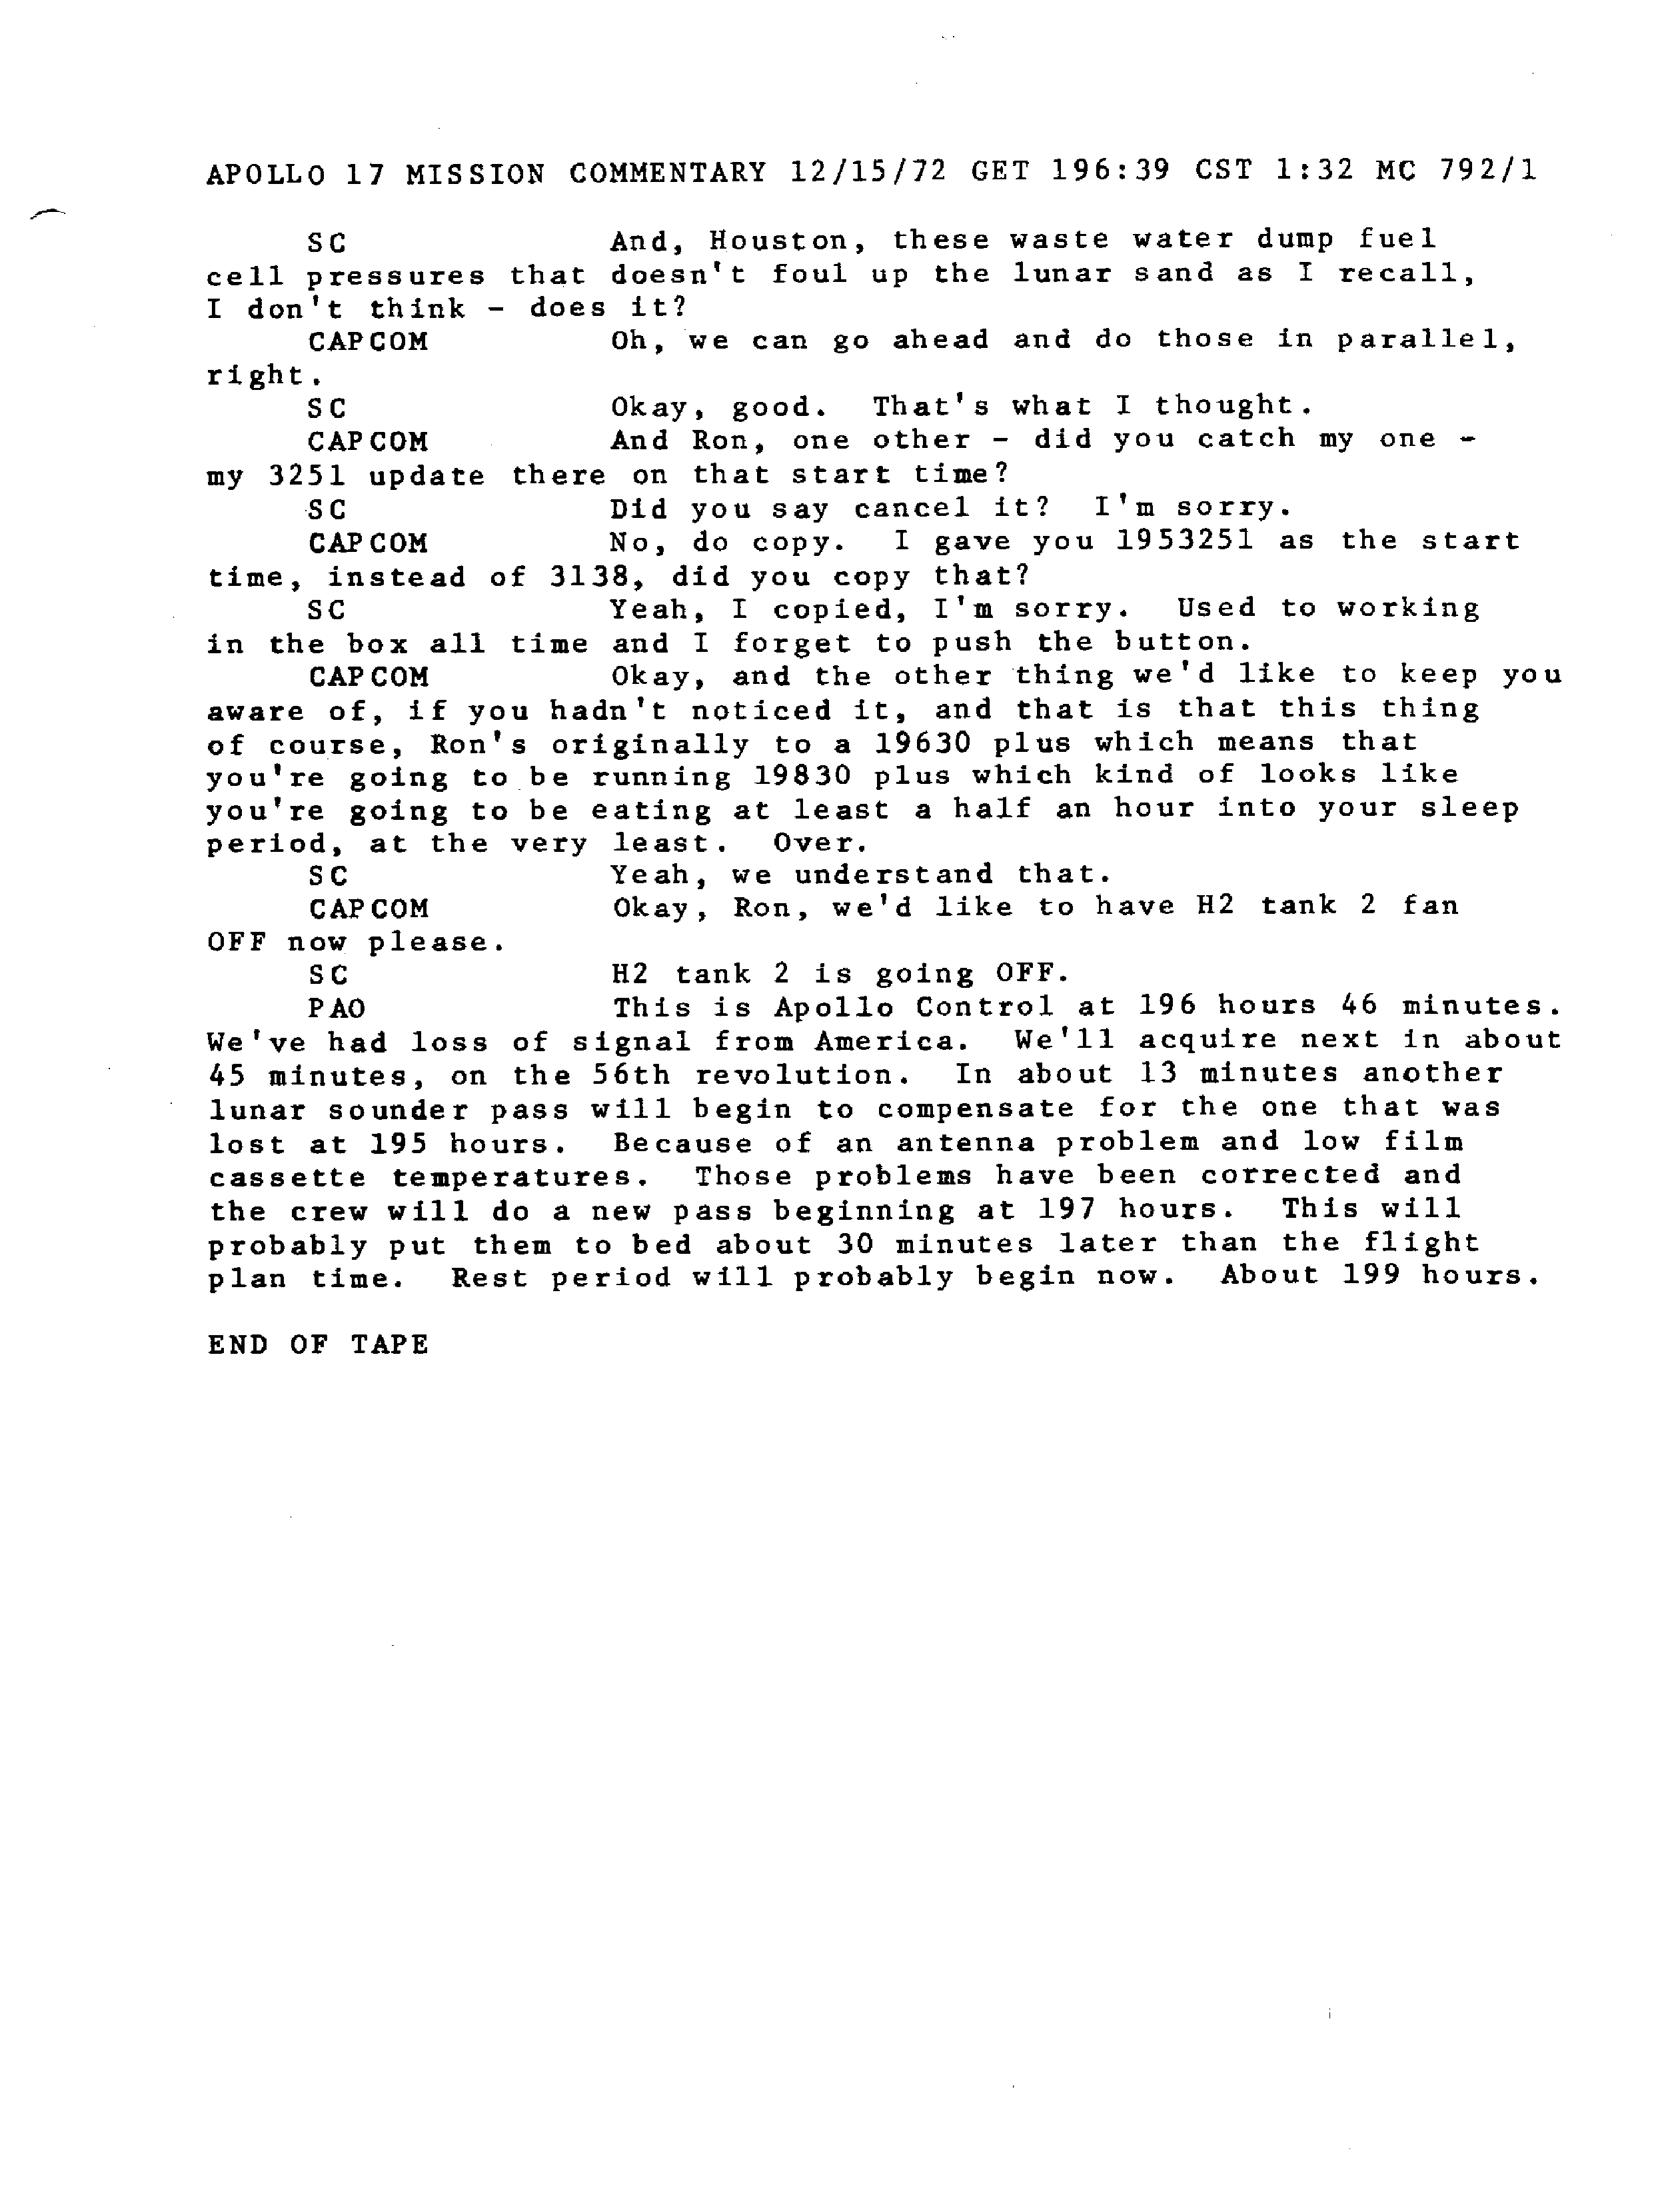 APOLLO 17 MISSION COMMENTARY 12/15/72 GET 196:39 CST 1:32 MC 792/1
SC And, Houston, these waste water dump fuel
cell pressures that doesn't foul up the lunar sand as I recall,
I don't think - does it?
CAPCOM Oh, we can go ahead and do those in parallel,
right.
SC Okay, good. That's what I thought.
CAPCOM And Ron, one other - did you catch my one -
my 3251 update there on that start time?
SC Did you say cancel it? I'm sorry.
CAPCOM No, do copy. I gave you 1953251 as the start
time, instead of 3138, did you copy that?
SC Yeah, I copied, I'm sorry. Used to working
in the box all time and I forget to push the button.
CAPCOM Okay, and the other thing we'd like to keep you
aware of, if you hadn't noticed it, and that is that this thing
of course, Ron's originally to a 19630 plus which means that
you're going to be running 19830 plus which kind of looks like
you're going to be eating at least a half an hour into your sleep
period, at the very least. Over.
SC Yeah, we understand that.
CAPCOM Okay, Ron, we'd like to have H2 tank 2 fan
OFF now please.
SC H2 tank 2 is going OFF.
PAO This is Apollo Control at 196 hours 46 minutes.
We've had loss of signal from America. We'll acquire next in about
45 minutes, on the 56th revolution. In about 13 minutes another
lunar sounder pass will begin to compensate for the one that was
lost at 195 hours. Because of an antenna problem and low film
cassette temperatures. Those problems have been corrected and
the crew will do a new pass beginning at 197 hours. This will
probably put them to bed about 30 minutes later than the flight
plan time. Rest period will probably begin now. About 199 hours.
END OF TAPE